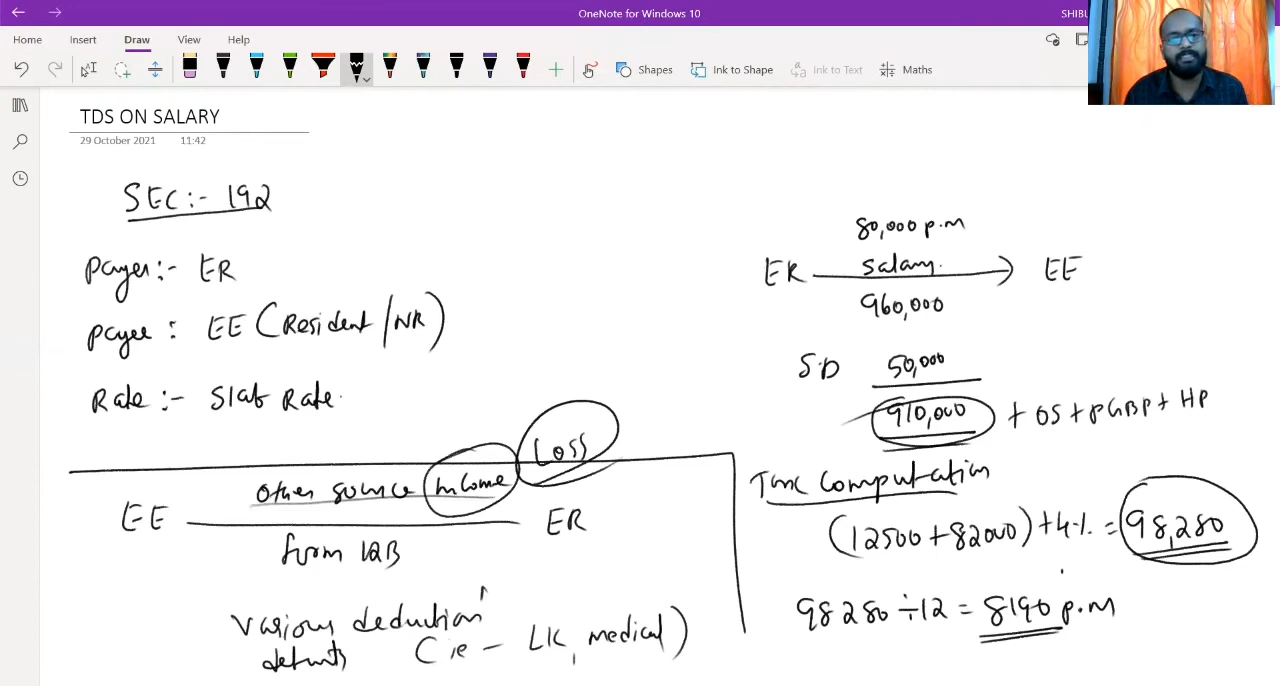 OneNote for Windows 10
SHIBU
Home Insert Draw View Help
Shapes Ink to Shape Ink to Text Maths
TDS ON SALARY
29 October 2021 11:42
SEC:- 192
Payer:- ER
Payee : EE (Resident/NR)
Rate :- Slab Rate
Loss
Other source Income
EE ER
form 12B
Various deduction
(ie - LIC, medical)
80,000 p.m
ER Salary. EE
960,000
S.D 50,000
910,000 + OS + PGBP + HP
Tax Computation
(12500+82000)+4% = 98,280
98280÷12 = 8190 p.m